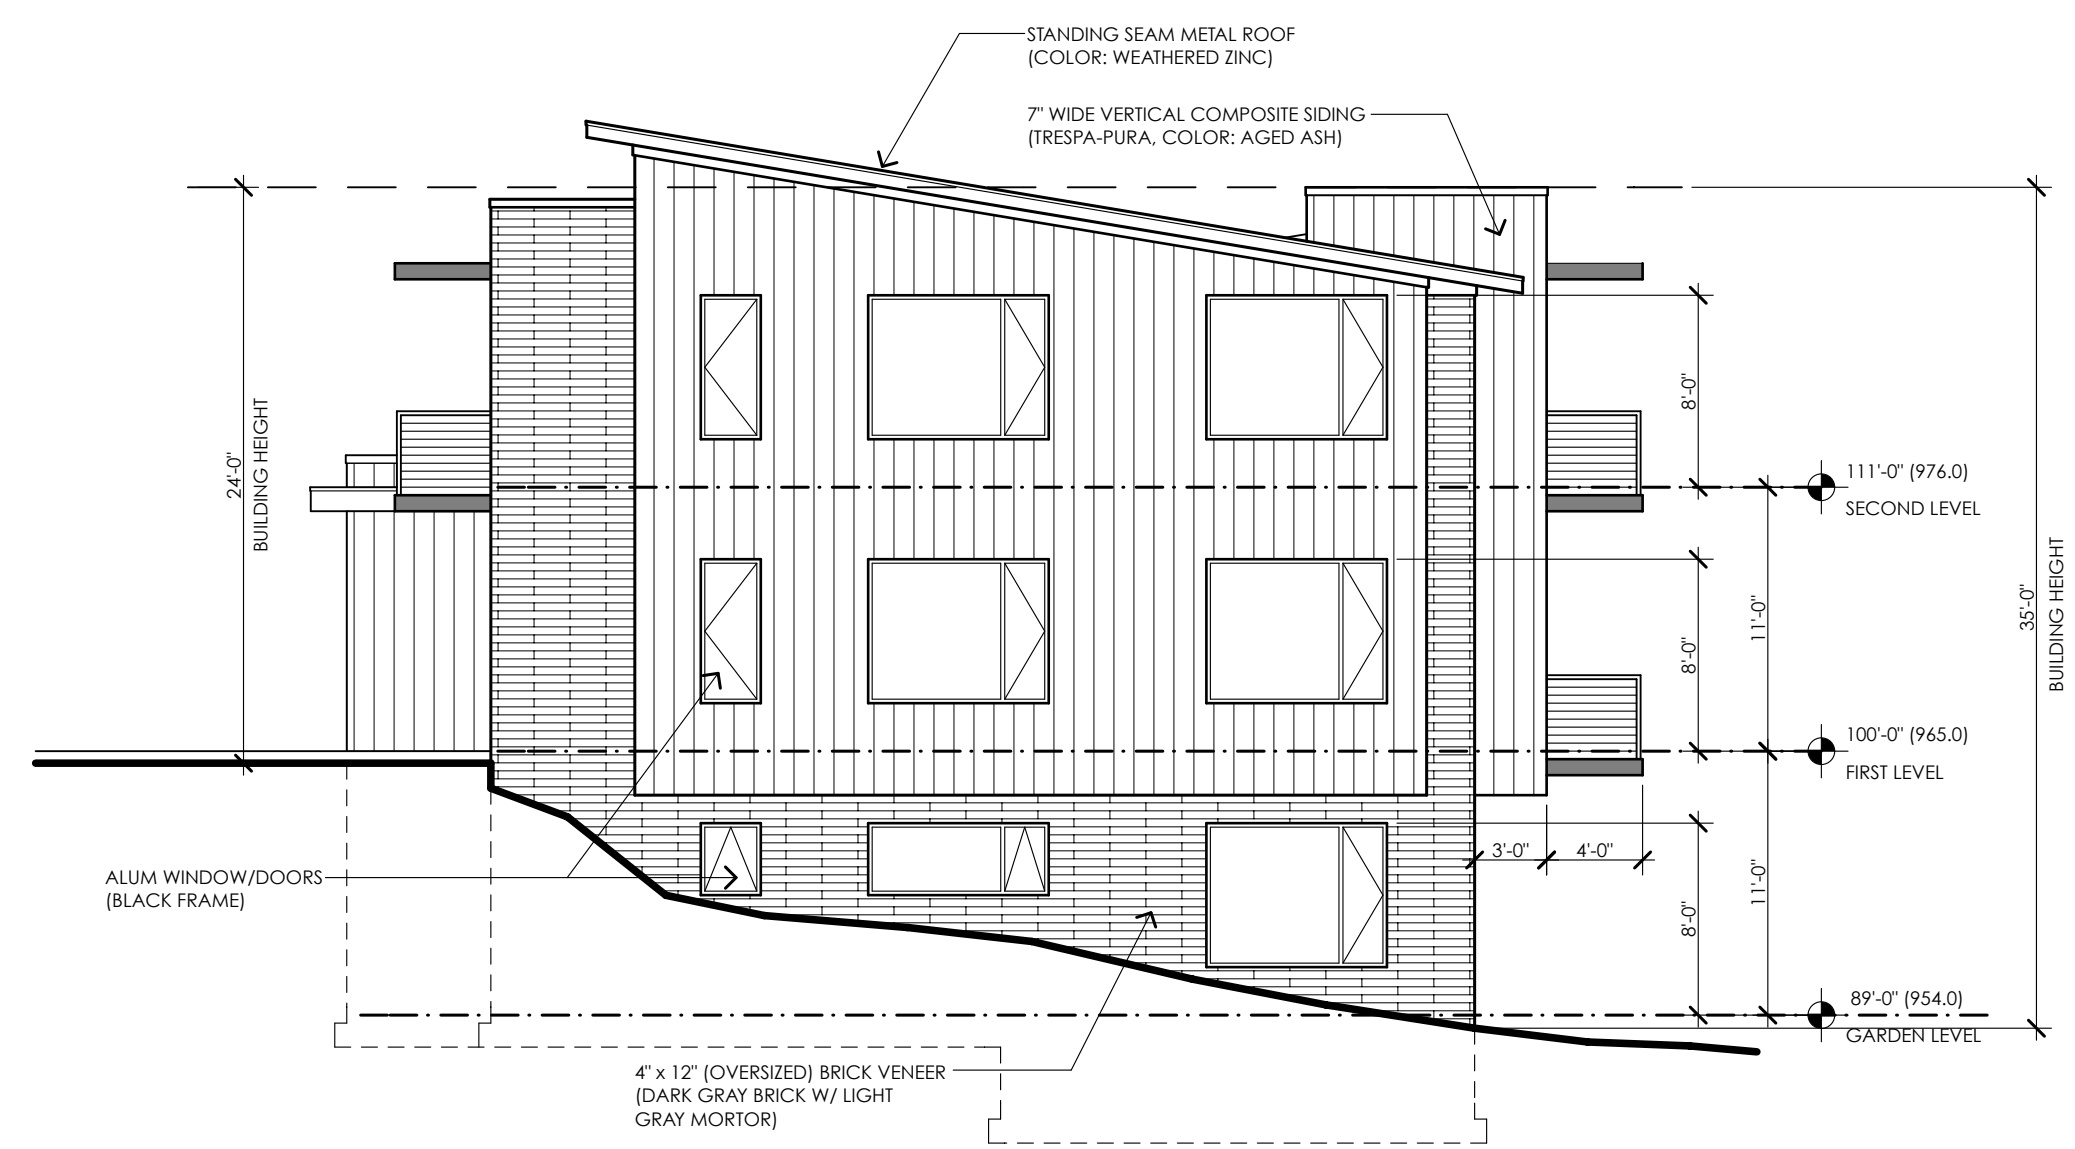 STANDING SEAM METAL ROOF
(COLOR: WEATHERED ZINC)
7" WIDE VERTICAL COMPOSITE SIDING
(TRESPA-PURA, COLOR: AGED ASH)
24'-0"
BUILDING HEIGHT
8'-0"
111'-0" (976.0)
SECOND LEVEL
8'-0"
11'-0"
35'-0"
BUILDING HEIGHT
100'-0" (965.0)
FIRST LEVEL
3'-0"
4'-0"
8'-0"
11'-0"
ALUM WINDOW/DOORS
(BLACK FRAME)
89'-0" (954.0)
GARDEN LEVEL
4" x 12" (OVERSIZED) BRICK VENEER
(DARK GRAY BRICK W/ LIGHT
GRAY MORTOR)